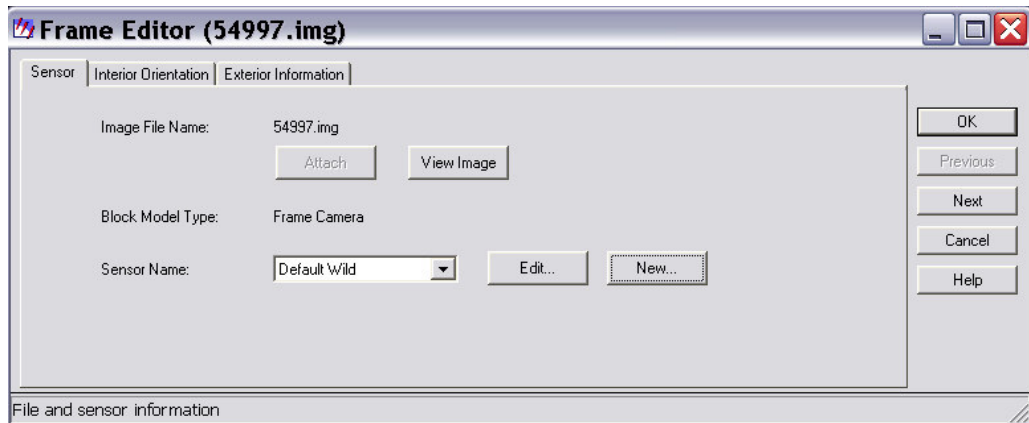 Frame Editor (54997.img)
Sensor Interior Orientation Exterior Information
Image File Name: 54997.img
Attach View Image
Block Model Type: Frame Camera
Sensor Name: Default Wild Edit... New...
OK
Previous
Next
Cancel
Help
File and sensor information